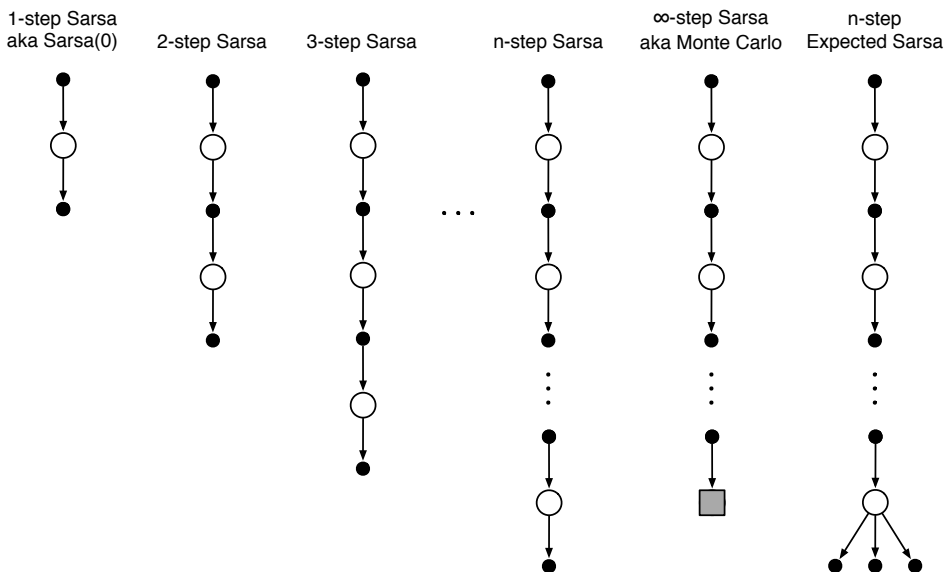 1-step Sarsa
aka Sarsa(0)
2-step Sarsa
3-step Sarsa
n-step Sarsa
∞-step Sarsa
aka Monte Carlo
n-step
Expected Sarsa